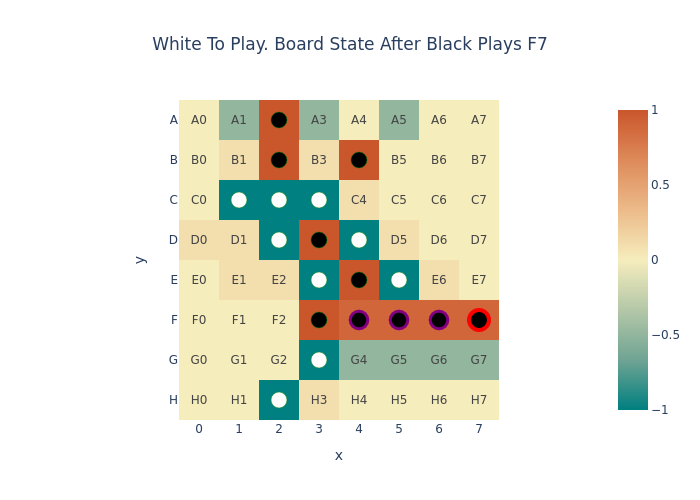 White To Play. Board State After Black Plays F7
A A0 A1 A3 A4 A5 A6 A7
B B0 B1 B3 B5 B6 B7
C C0 C4 C5 C6 C7
D D0 D1 D5 D6 D7
E E0 E1 E2 E6 E7
F F0 F1 F2
G G0 G1 G2 G4 G5 G6 G7
H H0 H1 H3 H4 H5 H6 H7
0 1 2 3 4 5 6 7
x
y
1
0.5
0
−0.5
−1